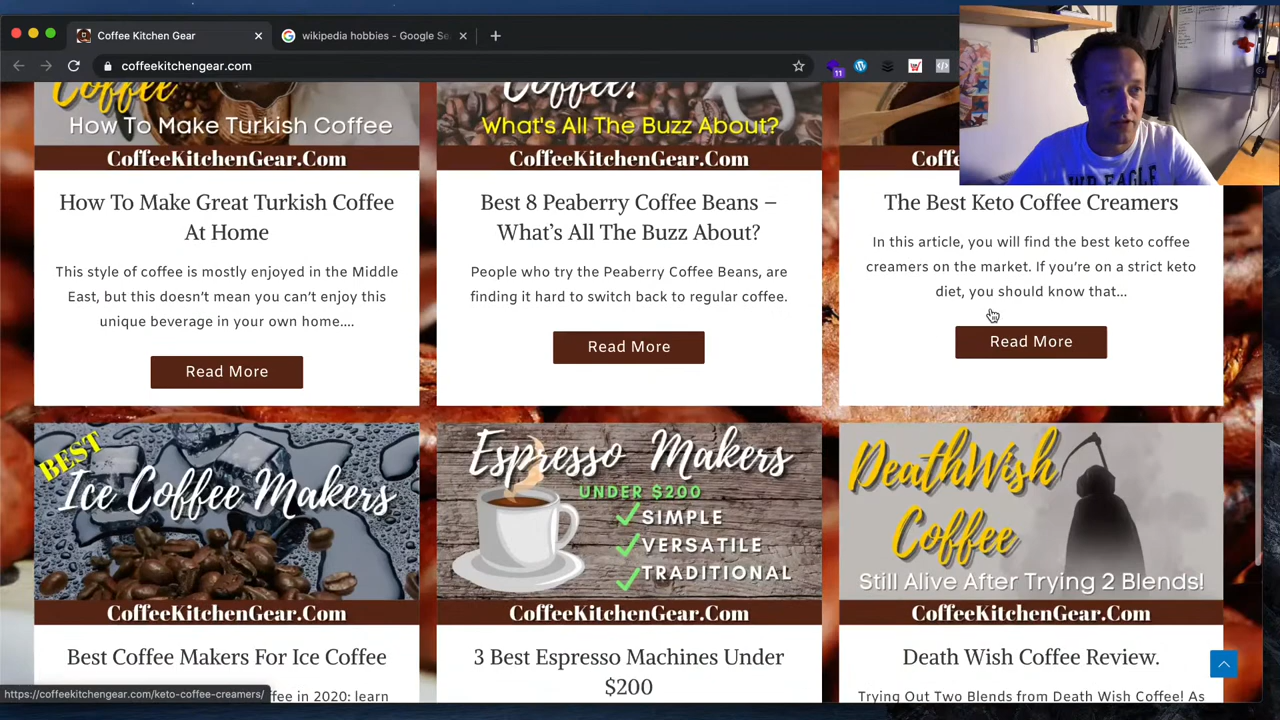 Coffee Kitchen Gear
wikipedia hobbies - Google Se
coffeekitchengear.com
11
Coffee
How To Make Turkish Coffee
CoffeeKitchenGear.Com
Coffee?
What's All The Buzz About?
CoffeeKitchenGear.Com
How To Make Great Turkish Coffee
At Home
This style of coffee is mostly enjoyed in the Middle
East, but this doesn’t mean you can’t enjoy this
unique beverage in your own home....
Read More
Best 8 Peaberry Coffee Beans –
What’s All The Buzz About?
People who try the Peaberry Coffee Beans, are
finding it hard to switch back to regular coffee.
Read More
The Best Keto Coffee Creamers
In this article, you will find the best keto coffee
creamers on the market. If you’re on a strict keto
diet, you should know that...
Read More
BEST
Ice Coffee Makers
CoffeeKitchenGear.Com
Espresso Makers
UNDER $200
SIMPLE
VERSATILE
TRADITIONAL
CoffeeKitchenGear.Com
DeathWish
Coffee
Still Alive After Trying 2 Blends!
CoffeeKitchenGear.Com
Best Coffee Makers For Ice Coffee
ffee in 2020: learn
3 Best Espresso Machines Under
$200
Death Wish Coffee Review.
Trying Out Two Blends from Death Wish Coffee! As
https://coffeekitchengear.com/keto-coffee-creamers/